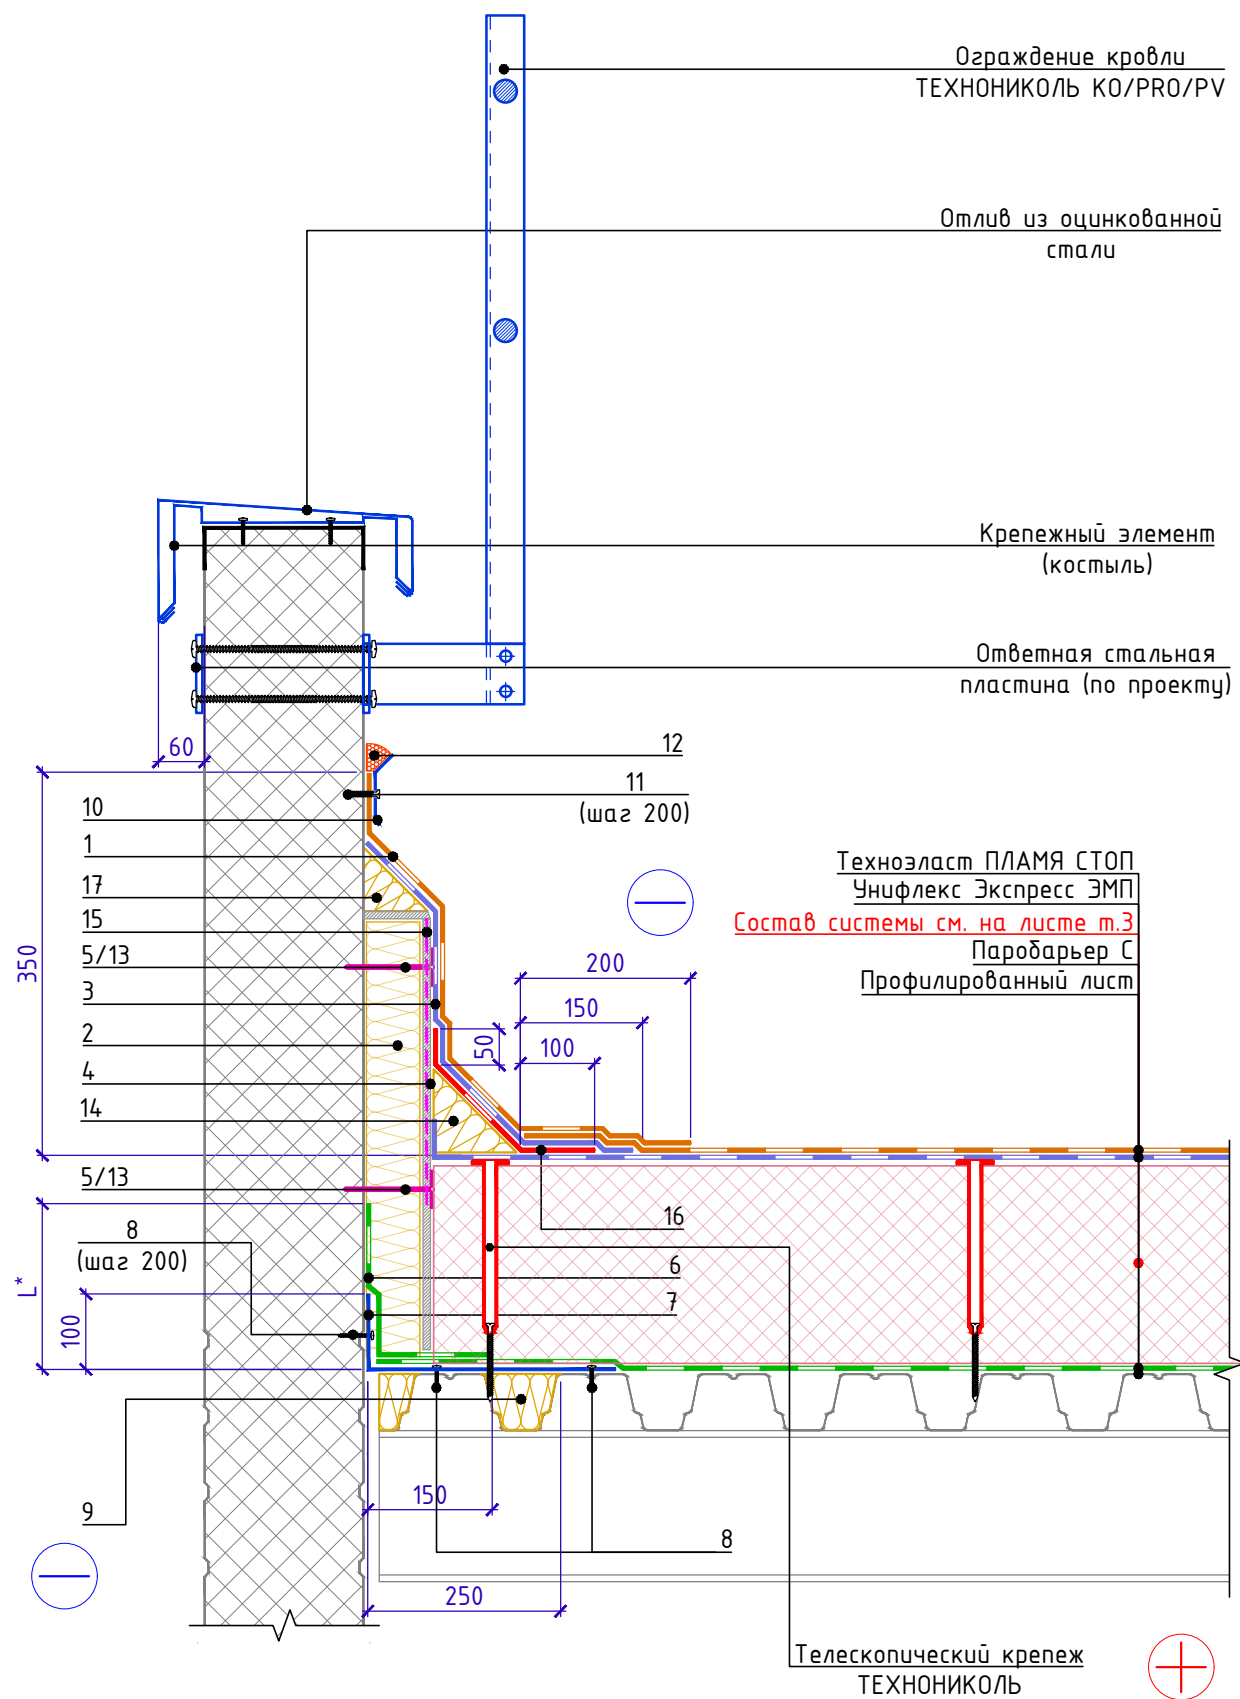 Ограждение кровли
ТЕХНОНИКОЛЬ КО/PRO/PV
Отлив из оцинкованной
стали
Крепежный элемент
(костыль)
Ответная стальная
пластина (по проекту)
60
12
11
(шаг 200)
10
1
17
15
5/13
3
2
4
14
5/13
350
Техноэласт ПЛАМЯ СТОП
Унифлекс Экспресс ЭМП
Состав системы см. на листе т.3
Паробарьер С
Профилированный лист
200
150
100
50
16
8
(шаг 200)
6
7
L*
100
9
150
8
250
Телескопический крепеж
ТЕХНОНИКОЛЬ